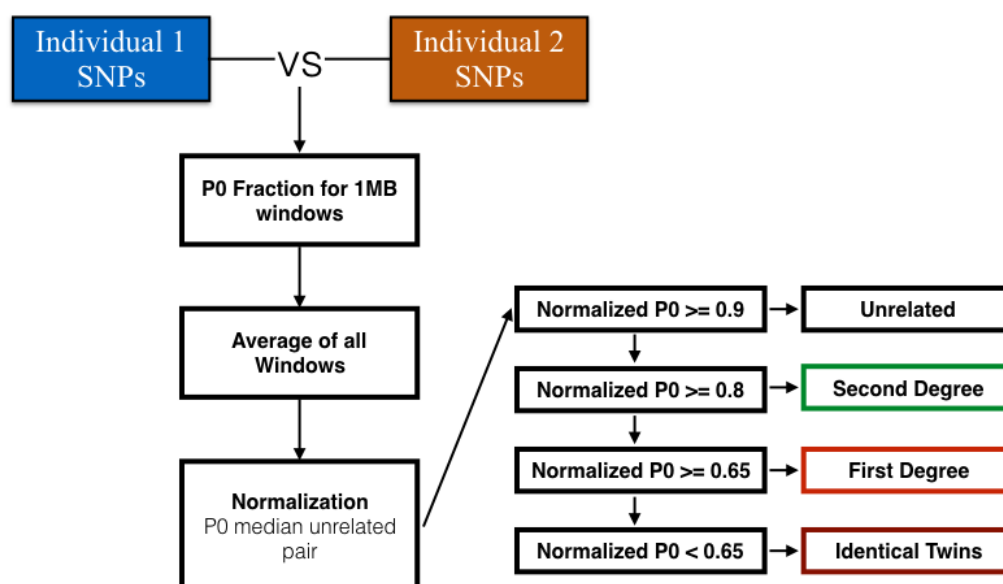 Individual 1
SNPs
VS
Individual 2
SNPs
P0 Fraction for 1MB
windows
Average of all
Windows
Normalization
P0 median unrelated
pair
Normalized P0 >= 0.9
Unrelated
Normalized P0 >= 0.8
Second Degree
Normalized P0 >= 0.65
First Degree
Normalized P0 < 0.65
Identical Twins